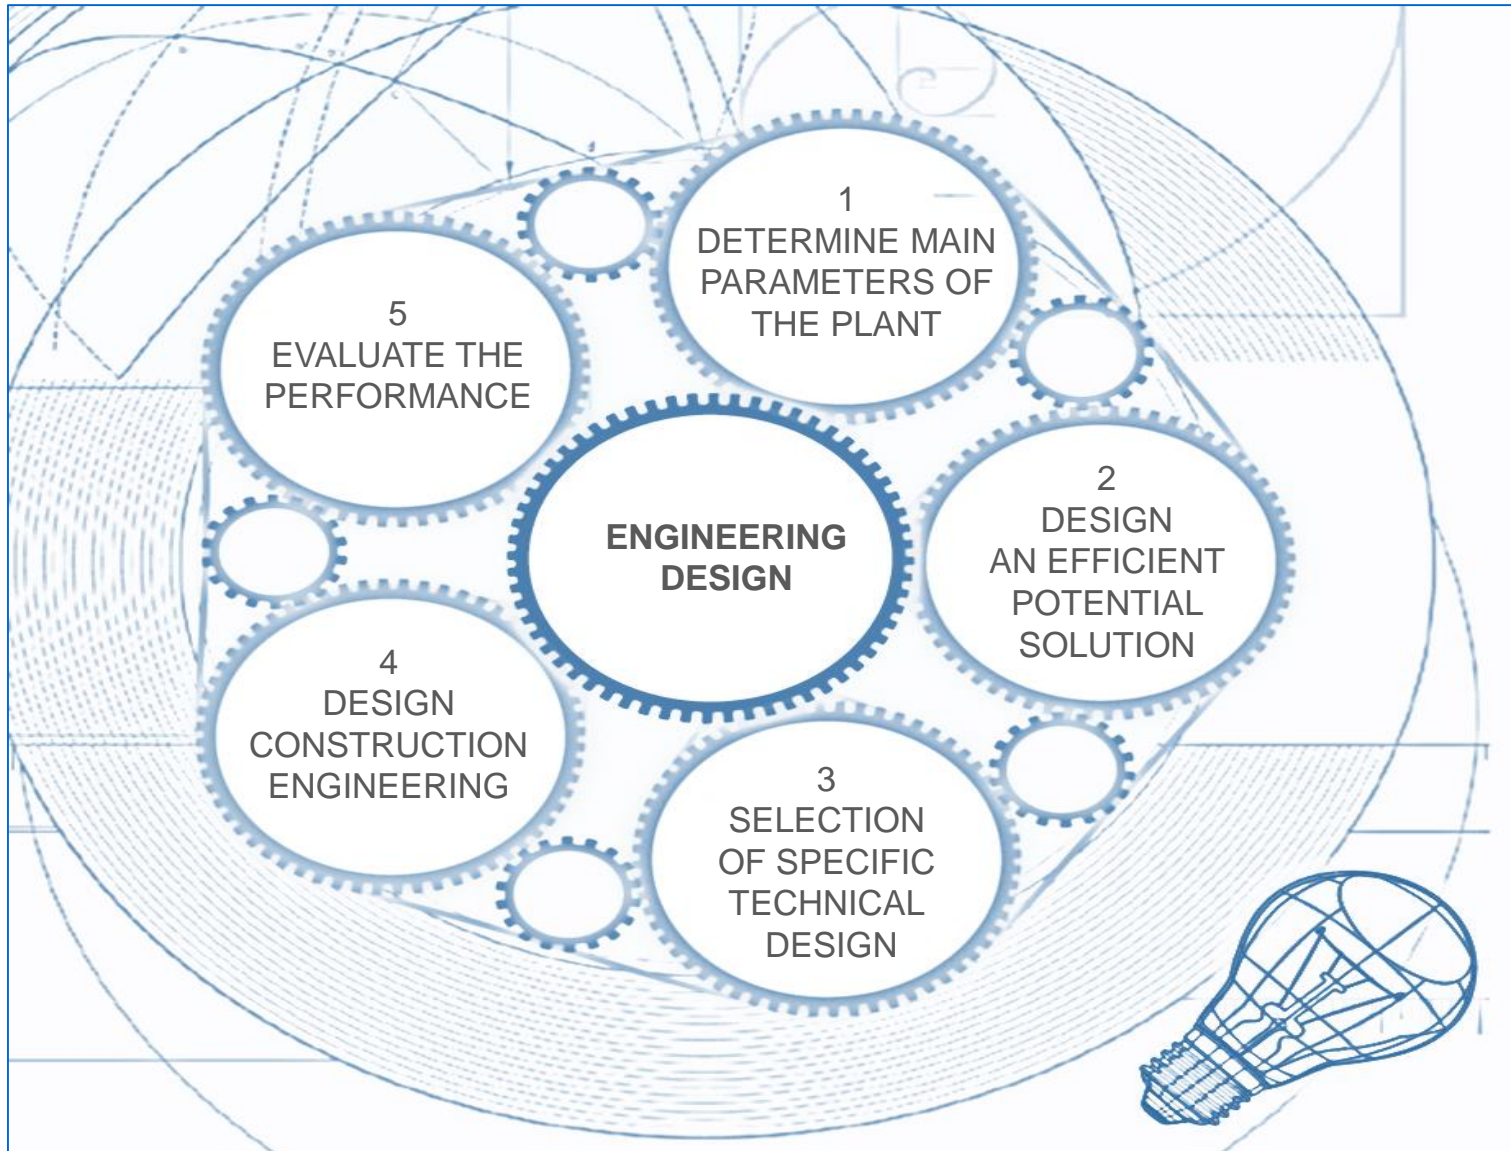 1
DETERMINE MAIN
PARAMETERS OF
THE PLANT
2
DESIGN
AN EFFICIENT
POTENTIAL
SOLUTION
3
SELECTION
OF SPECIFIC
TECHNICAL
DESIGN
4
DESIGN
CONSTRUCTION
ENGINEERING
5
EVALUATE THE
PERFORMANCE
ENGINEERING
DESIGN